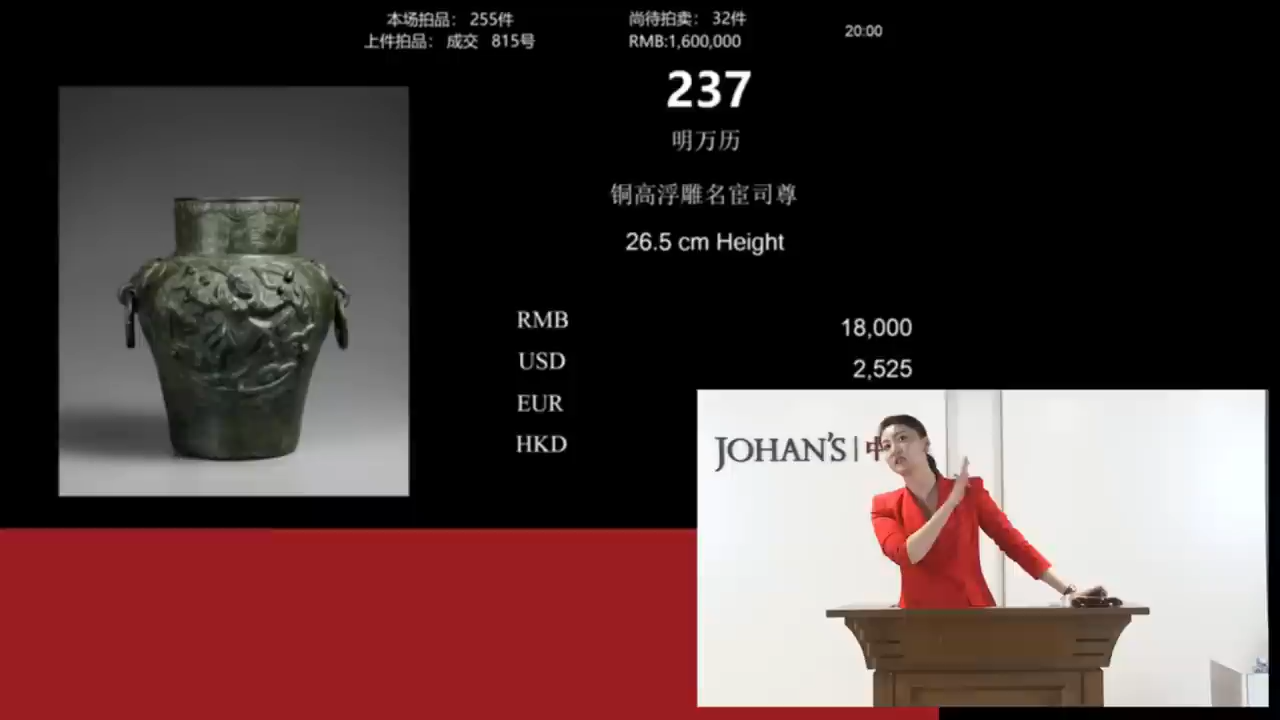 本场拍品： 255件
尚待拍卖： 32件
上件拍品： 成交 815号
RMB:1,600,000
20:00
237
明万历
铜高浮雕名宦司尊
26.5 cm Height
RMB 18,000
USD 2,525
EUR
HKD
JOHAN'S | 中